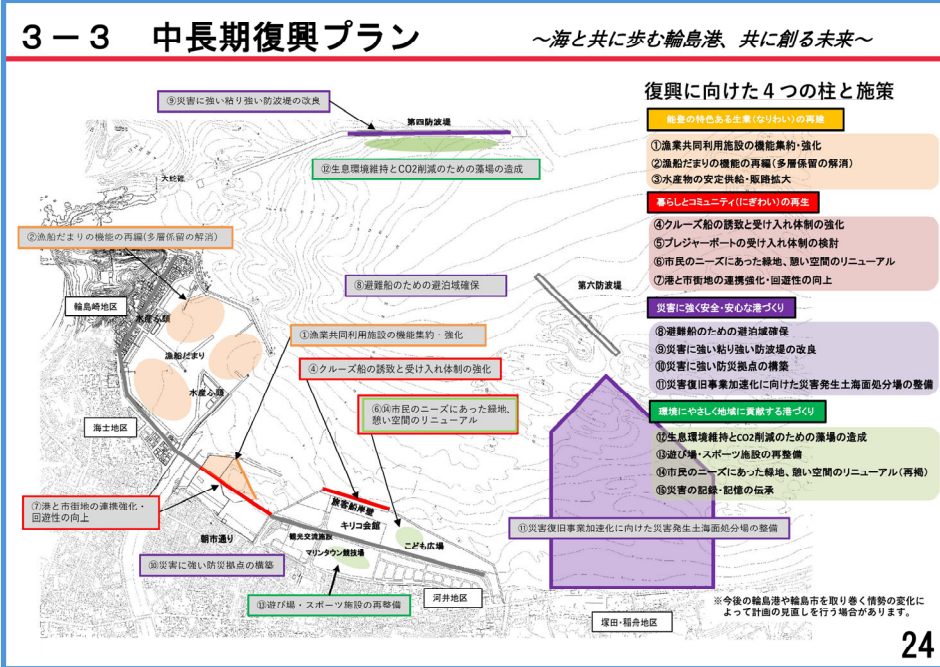 3－3 中長期復興プラン
～海と共に歩む輪島港、共に創る未来～
復興に向けた４つの柱と施策
能登の特色ある生業(なりわい)の再建
①漁業共同利用施設の機能集約・強化
②漁船だまりの機能の再編(多層係留の解消)
③水産物の安定供給・販路拡大
暮らしとコミュニティ(にぎわい)の再生
④クルーズ船の誘致と受け入れ体制の強化
⑤プレジャーボートの受け入れ体制の検討
⑥市民のニーズにあった緑地、憩い空間のリニューアル
⑦港と市街地の連携強化・回遊性の向上
災害に強く安全・安心な港づくり
⑧避難船のための避泊域確保
⑨災害に強い粘り強い防波堤の改良
⑩災害に強い防災拠点の構築
⑪災害復旧事業加速化に向けた災害発生土海面処分場の整備
環境にやさしく地域に貢献する港づくり
⑫生息環境維持とCO2削減のための藻場の造成
⑬遊び場・スポーツ施設の再整備
⑭市民のニーズにあった緑地、憩い空間のリニューアル(再掲)
⑮災害の記録・記憶の伝承
⑨災害に強い粘り強い防波堤の改良
第四防波堤
⑫生息環境維持とCO2削減のための藻場の造成
大蛇礁
②漁船だまりの機能の再編(多層係留の解消)
⑧避難船のための避泊域確保
第六防波堤
輪島崎地区
水産ふ頭
漁船だまり
水産ふ頭
①漁業共同利用施設の機能集約・強化
④クルーズ船の誘致と受け入れ体制の強化
⑥⑭市民のニーズにあった緑地、
憩い空間のリニューアル
海士地区
⑦港と市街地の連携強化・
回遊性の向上
旅客船岸壁
キリコ会館
朝市通り
観光交流施設
マリンタウン競技場
こども広場
⑪災害復旧事業加速化に向けた災害発生土海面処分場の整備
⑩災害に強い防災拠点の構築
⑬遊び場・スポーツ施設の再整備
河井地区
塚田・稲舟地区
※今後の輪島港や輪島市を取り巻く情勢の変化に
よって計画の見直しを行う場合があります。
24